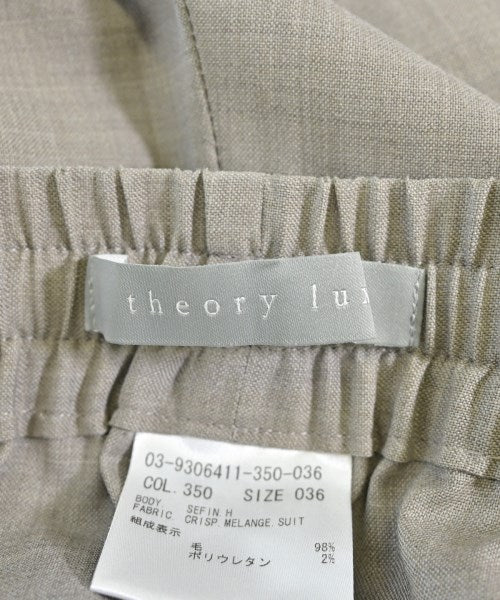 theory
03-9306411-350-036
COL. 350 SIZE 036
BODY SEFIN. H
FABRIC CRISP. MELANGE. SUIT
組成表示
毛 98%
ポリウレタン 2%